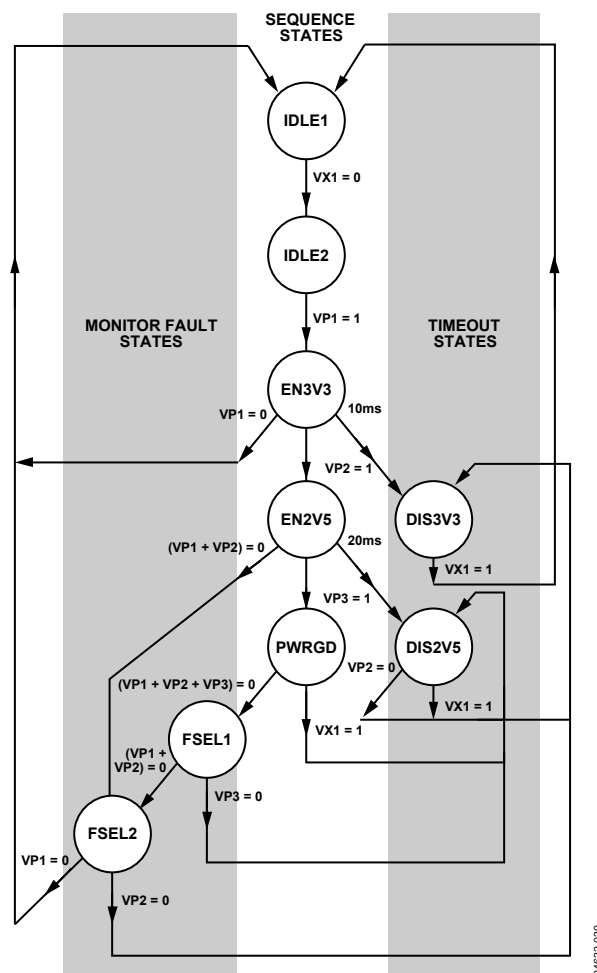 SEQUENCE
STATES
IDLE1
VX1 = 0
IDLE2
VP1 = 1
MONITOR FAULT
STATES
TIMEOUT
STATES
EN3V3
VP1 = 0
10ms
VP2 = 1
EN2V5
DIS3V3
(VP1 + VP2) = 0
20ms
VX1 = 1
VP3 = 1
PWRGD
DIS2V5
VP2 = 0
(VP1 + VP2 + VP3) = 0
VX1 = 1
VX1 = 1
FSEL1
(VP1 +
VP2) = 0
VP3 = 0
FSEL2
VP1 = 0
VP2 = 0